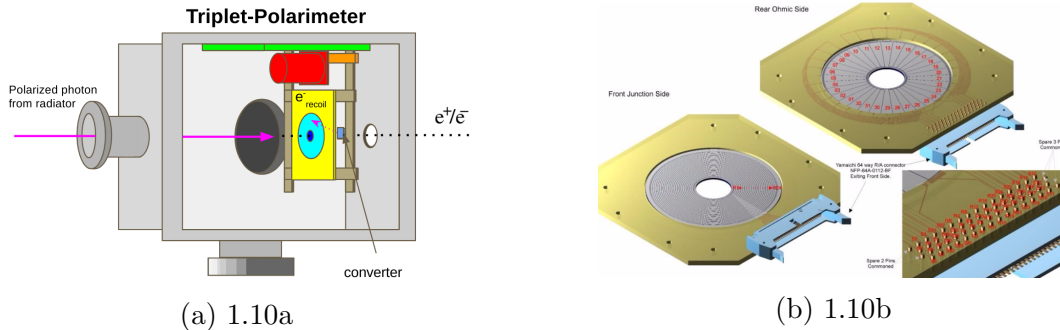 Triplet-Polarimeter
Polarized photon
from radiator
e⁻recoil
e⁺/e⁻
converter
(a) 1.10a
Rear Ohmic Side
Front Junction Side
Yamaichi 64 way R/A connector
NFP-64A-0112-BF
Exiting Front Side
Spare 3 P
Commoned
Spare 2 Pins
Commoned
(b) 1.10b